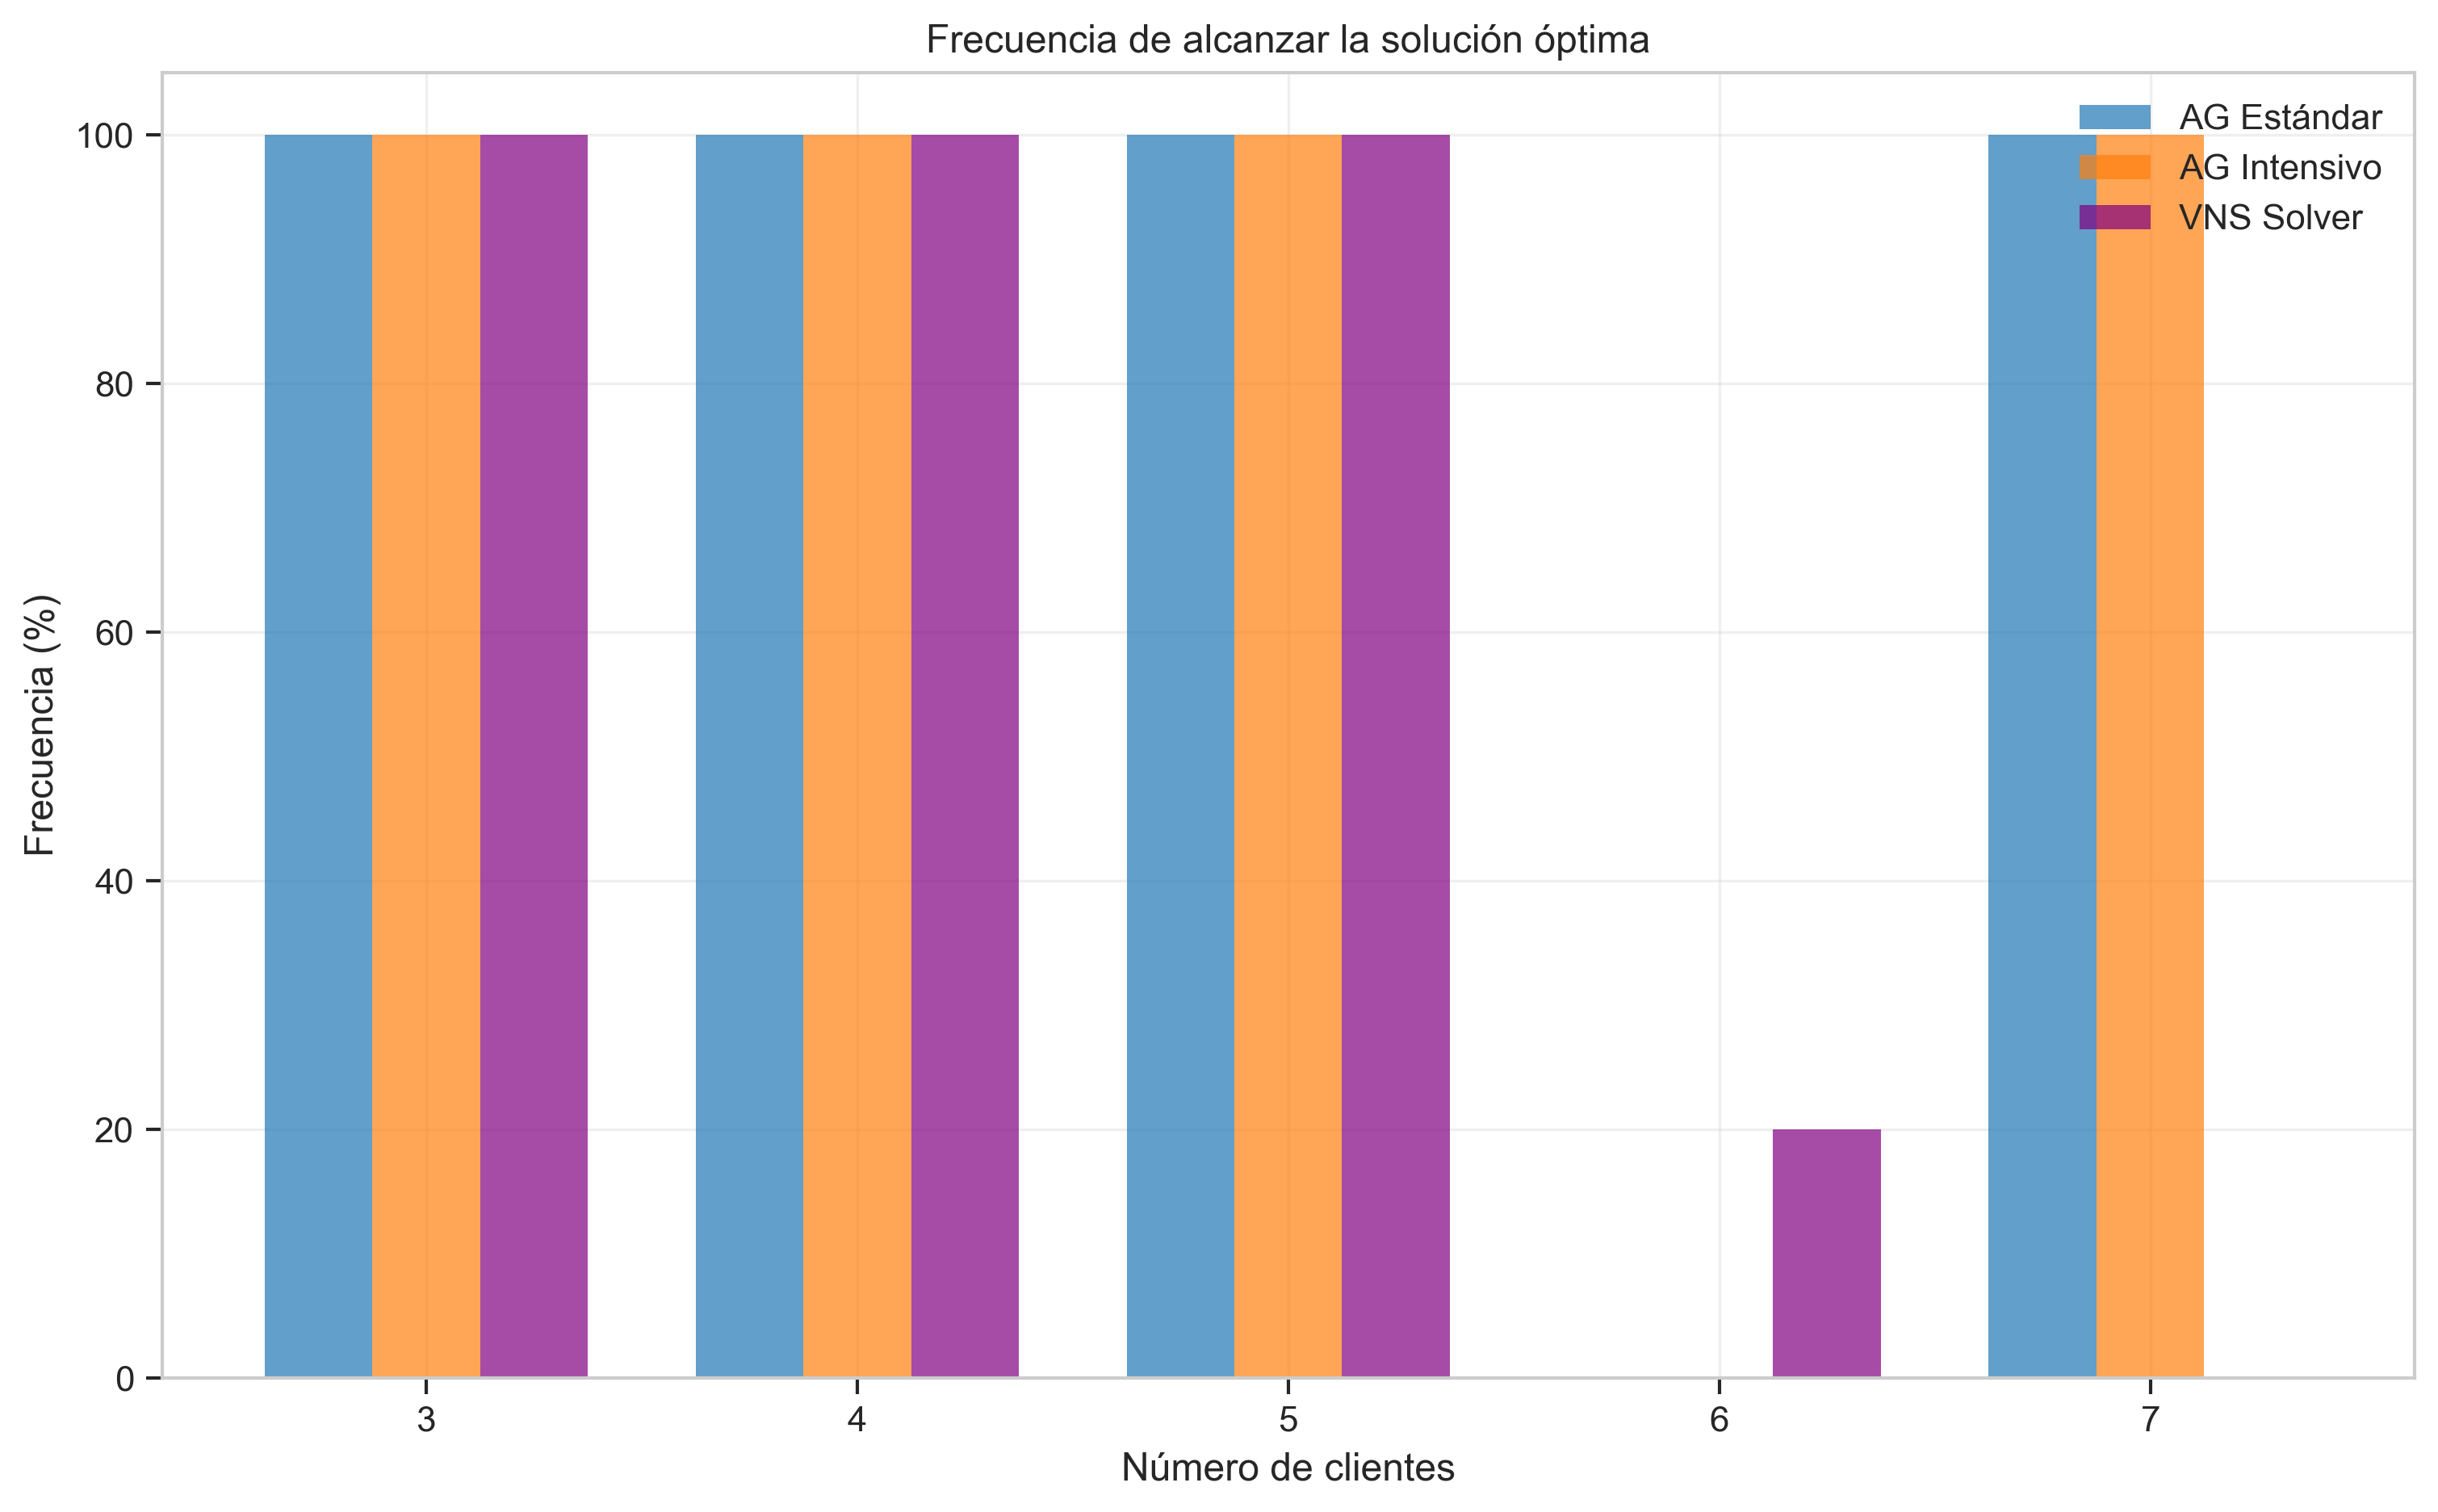 Frecuencia de alcanzar la solución óptima
AG Estándar
AG Intensivo
VNS Solver
Frecuencia (%)
100
80
60
40
20
0
3 4 5 6 7
Número de clientes